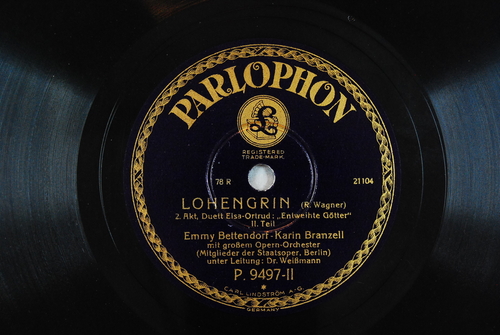 PARLOPHON
£
REGISTERED
TRADE-MARK.
78 R
21104
LOHENGRIN (R. Wagner)
2. Akt, Duett Elsa-Ortrud: „Entweihte Götter"
II. Teil
Emmy Bettendorf-Karin Branzell
mit großem Opern-Orchester
(Mitglieder der Staatsoper, Berlin)
unter Leitung: Dr. Weißmann
P. 9497-II
*
CARL LINDSTRÖM A-G.
GERMANY